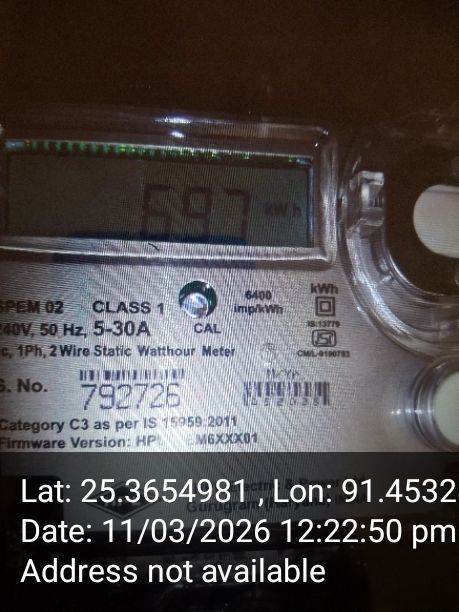 697 kWh
SPEM 02 CLASS 1
6400 imp/kWh
kWh
240V, 50 Hz, 5-30A
CAL
IS:13779
ac, 1Ph, 2 Wire Static Watthour Meter
CM/L-9190783
S. No.
792726
Category C3 as per IS 15959:2011
Firmware Version: HP M6XXX01
Lat: 25.3654981 , Lon: 91.4532
Date: 11/03/2026 12:22:50 pm
Address not available